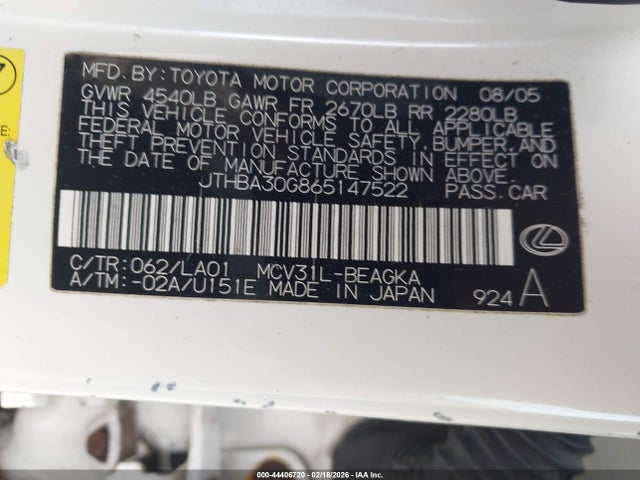 MFD. BY: TOYOTA MOTOR CORPORATION 08/05
GVWR 4540LB GAWR FR 2670LB RR 2280LB
THIS VEHICLE CONFORMS TO ALL APPLICABLE
FEDERAL MOTOR VEHICLE SAFETY, BUMPER, AND
THEFT PREVENTION STANDARDS IN EFFECT ON
THE DATE OF MANUFACTURE SHOWN ABOVE.
JTHBA30G865147522 PASS. CAR
C/TR: 062/LA01 MCV31L-BEAGKA
A/TM: -02A/U151E MADE IN JAPAN 924 A
E:
000-44406720 - 02/18/2026 - IAAI.COM